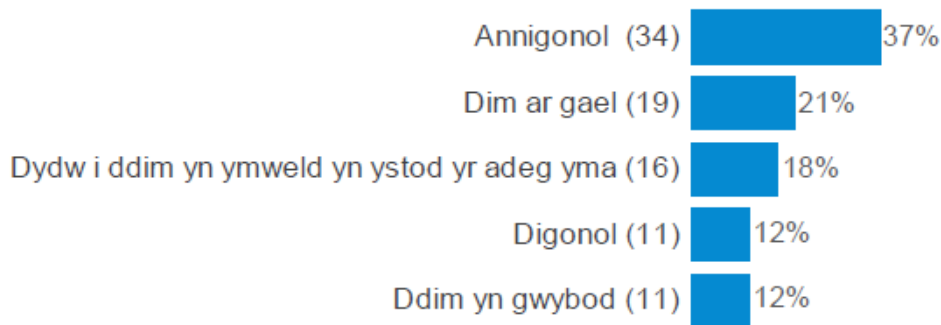 Annigonol (34) 37%
Dim ar gael (19) 21%
Dydw i ddim yn ymweld yn ystod yr adeg yma (16) 18%
Digonol (11) 12%
Ddim yn gwybod (11) 12%